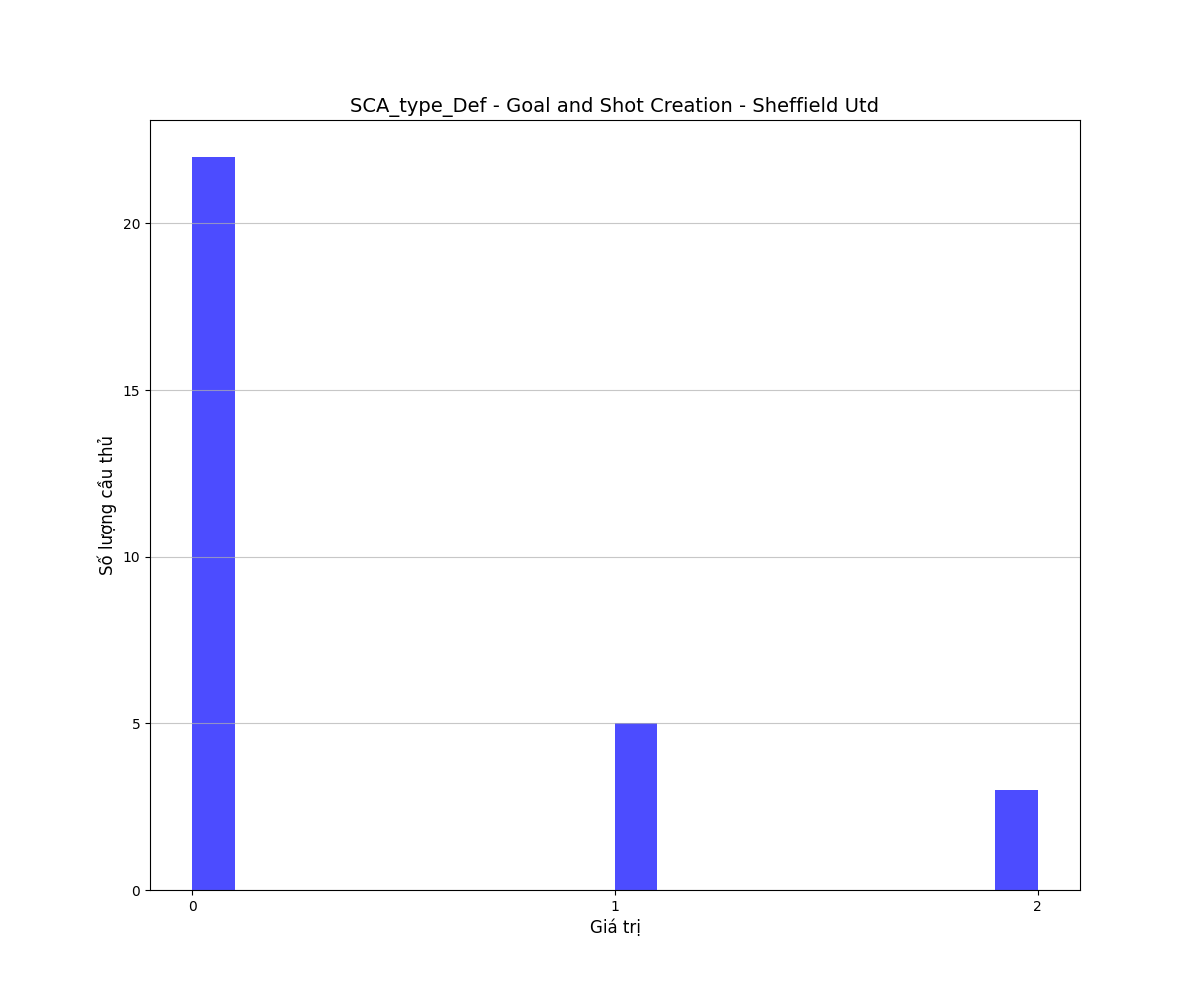 SCA_type_Def - Goal and Shot Creation - Sheffield Utd
Số lượng cầu thủ
20
15
10
5
0
0 1 2
Giá trị